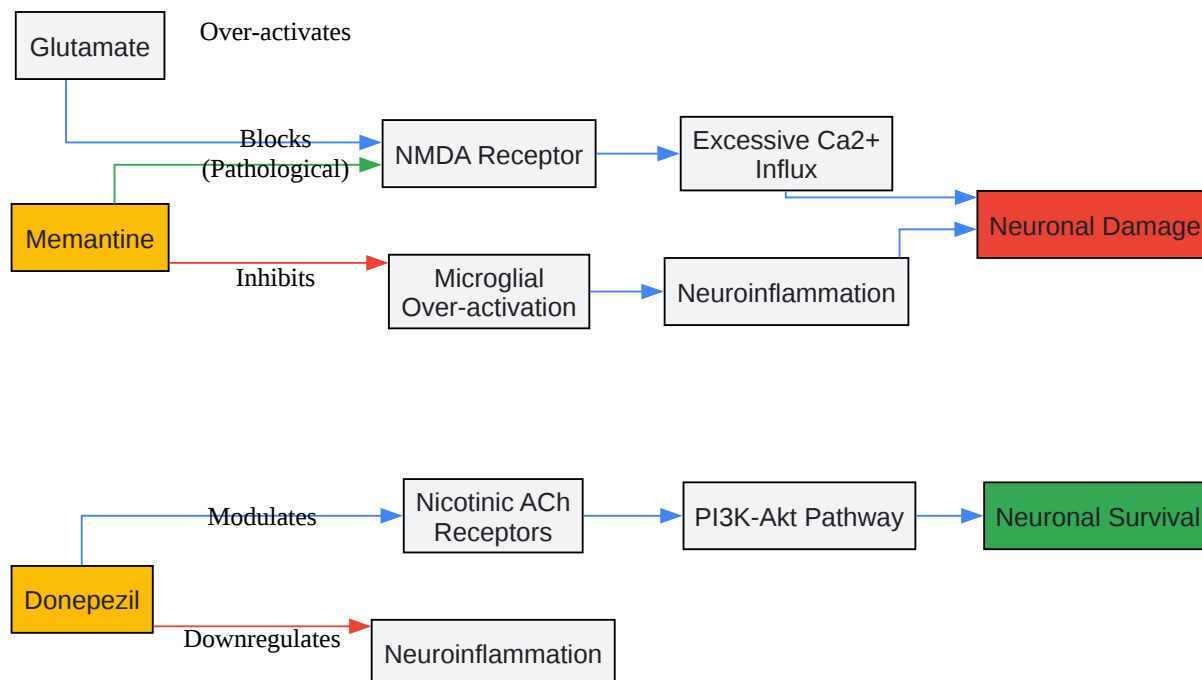 Glutamate
Over-activates
Blocks
(Pathological)
NMDA Receptor
Excessive Ca2+
Influx
Neuronal Damage
Memantine
Inhibits
Microglial
Over-activation
Neuroinflammation
Modulates
Nicotinic ACh
Receptors
PI3K-Akt Pathway
Neuronal Survival
Donepezil
Downregulates
Neuroinflammation